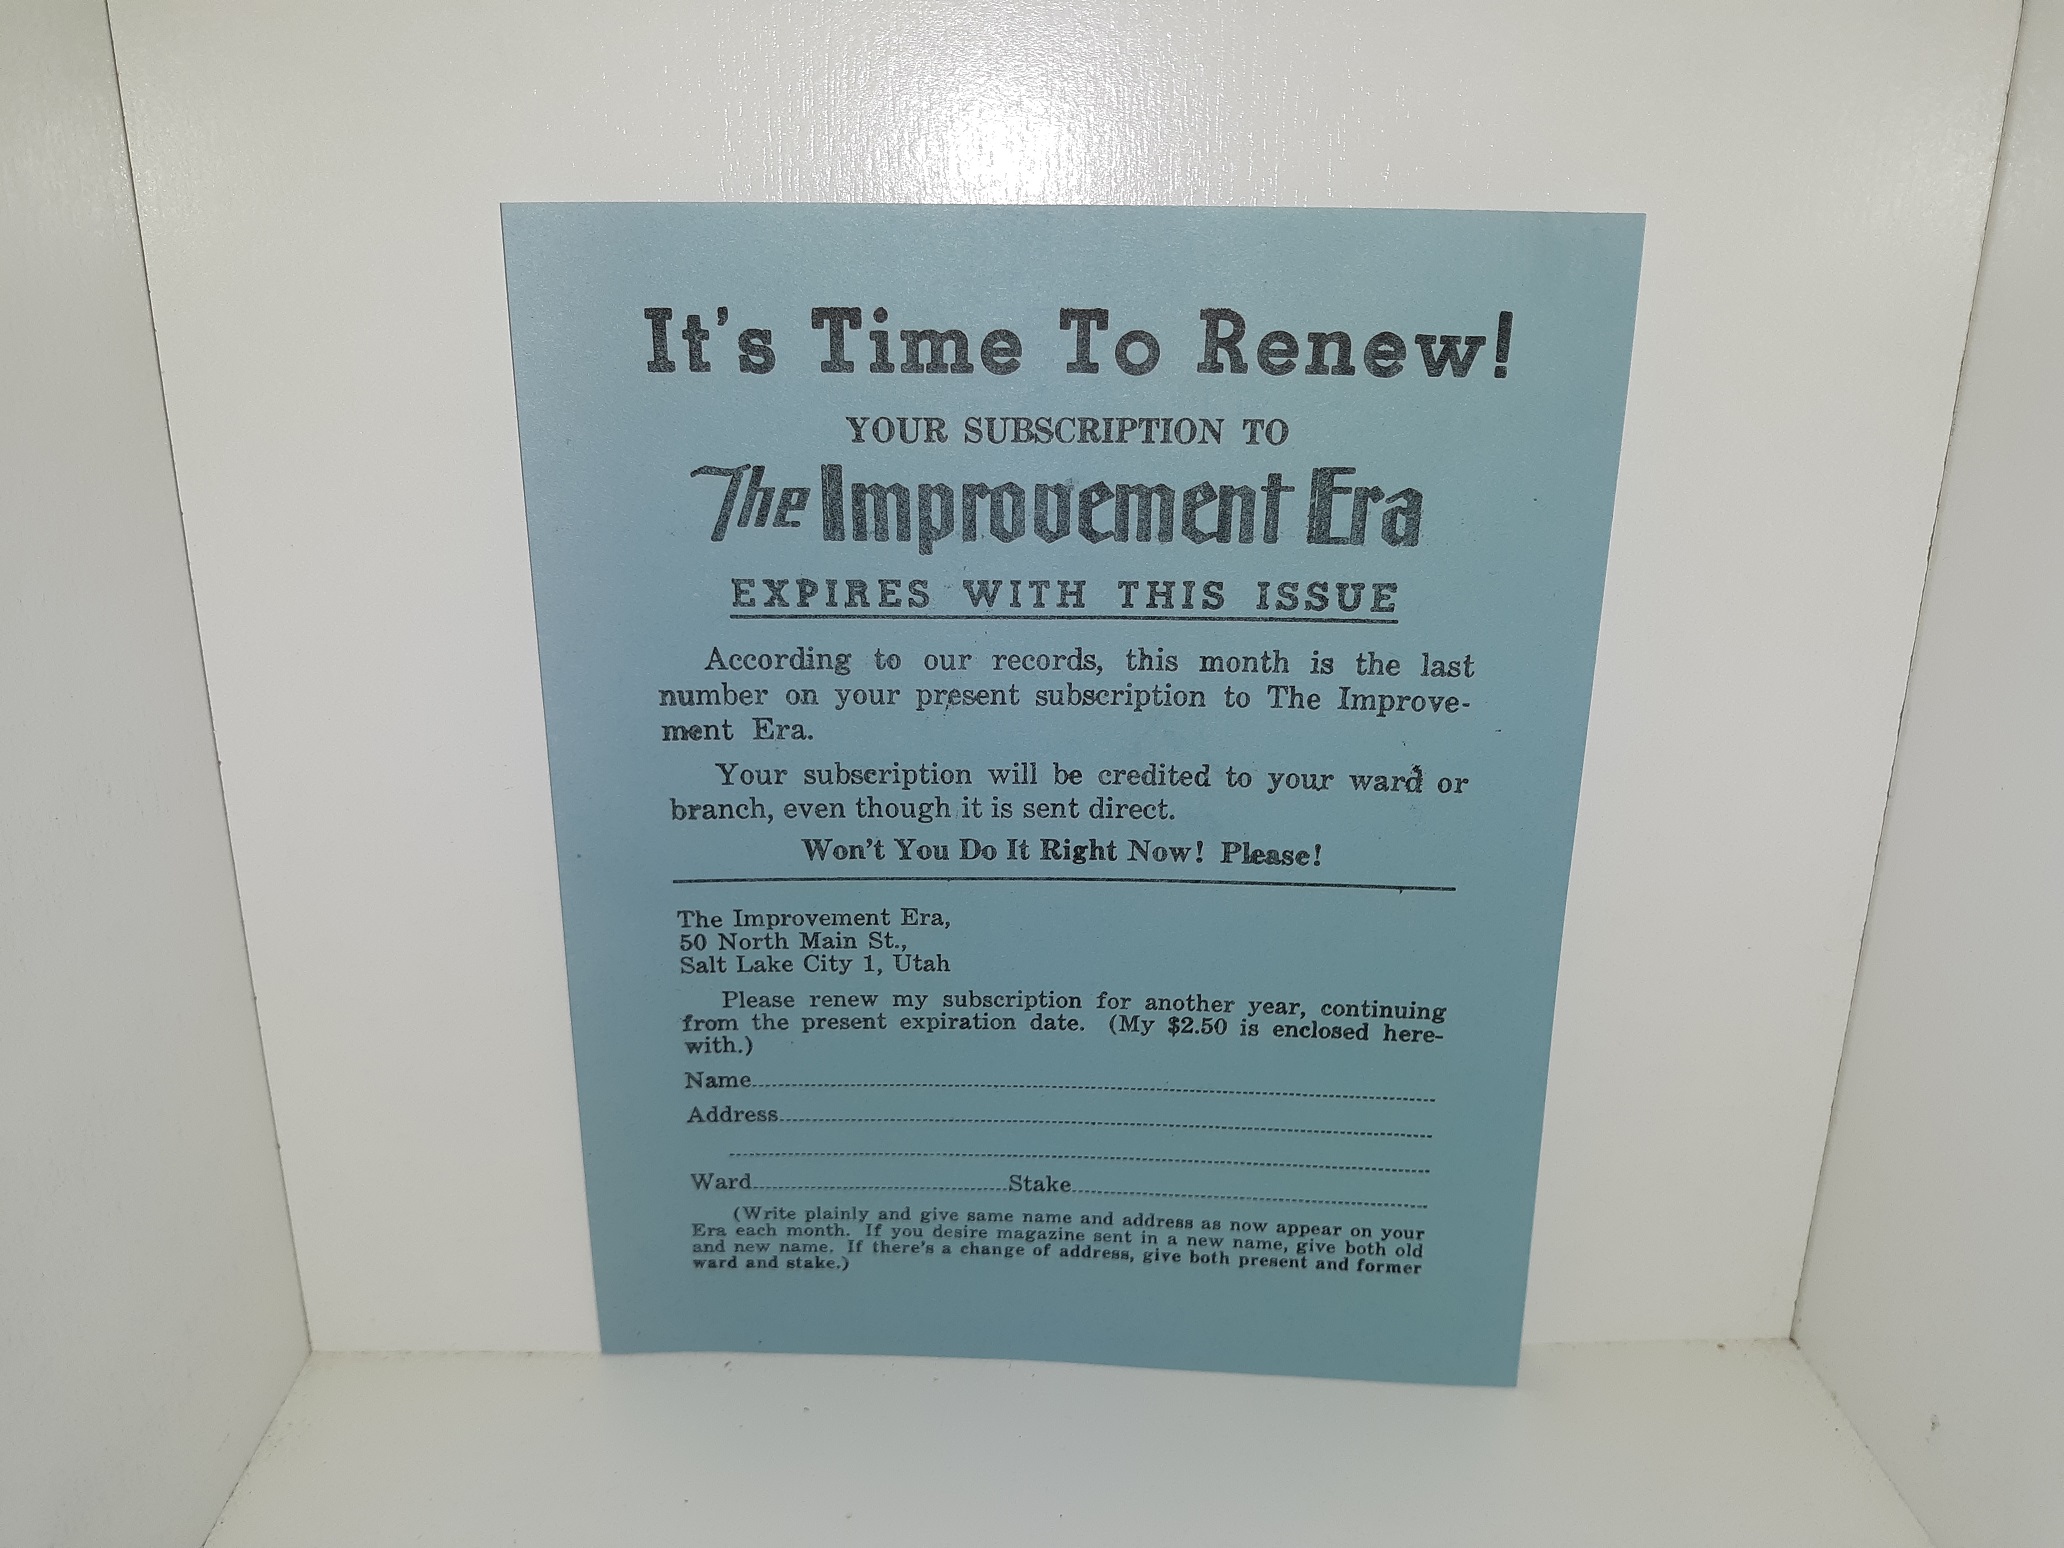 It's Time To Renew!
YOUR SUBSCRIPTION TO
The Improvement Era
EXPIRES WITH THIS ISSUE
According to our records, this month is the last
number on your present subscription to The Improve-
ment Era.
Your subscription will be credited to your ward or
branch, even though it is sent direct.
Won't You Do It Right Now! Please!
The Improvement Era,
50 North Main St.,
Salt Lake City 1, Utah
Please renew my subscription for another year, continuing
from the present expiration date. (My $2.50 is enclosed here-
with.)
Name
Address
Ward Stake
(Write plainly and give same name and address as now appear on your
Era each month. If you desire magazine sent in a new name, give both old
and new name. If there's a change of address, give both present and former
ward and stake.)